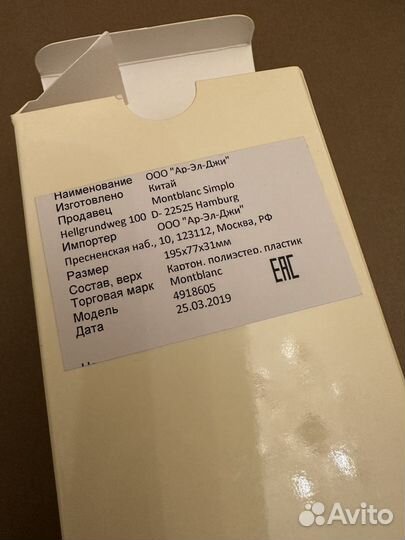 Наименование ООО "Ар-Эл-Джи"
Изготовлено Китай
Продавец Montblanc Simplo
Hellgrundweg 100 D- 22525 Hamburg
Импортер ООО "Ар-Эл-Джи"
Пресненская наб., 10, 123112, Москва, РФ
Размер 195х77х31мм
Состав, верх Картон, полиэстер, пластик
Торговая марк Montblanc
Модель 4918605
Дата 25.03.2019
EAC
Avito